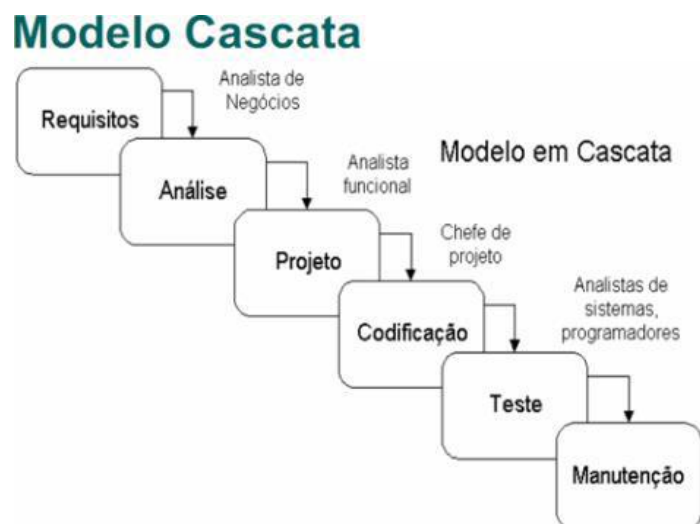 Modelo Cascata
Requisitos
Analista de
Negócios
Análise
Analista
funcional
Modelo em Cascata
Projeto
Chefe de
projeto
Codificação
Analistas de
sistemas,
programadores
Teste
Manutenção